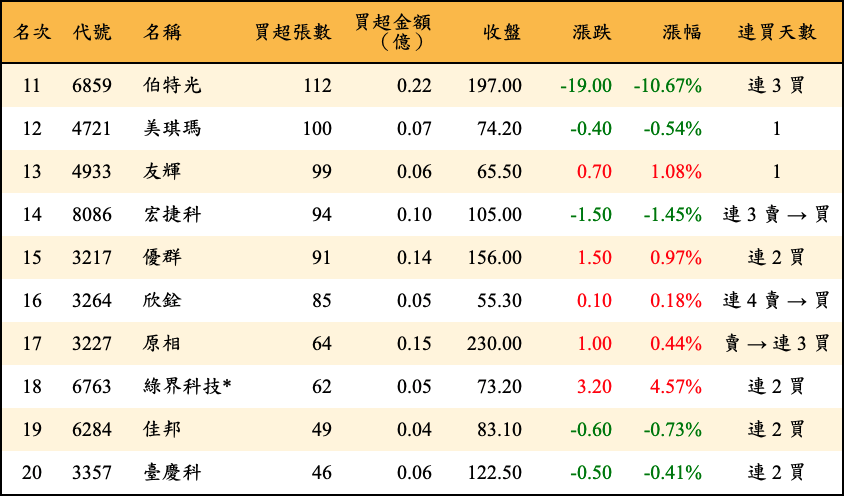 名次 代號 名稱 買超張數 買超金額（億） 收盤 漲跌 漲幅 連買天數
11 6859 伯特光 112 0.22 197.00 -19.00 -10.67% 連 3 買
12 4721 美琪瑪 100 0.07 74.20 -0.40 -0.54% 1
13 4933 友輝 99 0.06 65.50 0.70 1.08% 1
14 8086 宏捷科 94 0.10 105.00 -1.50 -1.45% 連 3 賣 → 買
15 3217 優群 91 0.14 156.00 1.50 0.97% 連 2 買
16 3264 欣銓 85 0.05 55.30 0.10 0.18% 連 4 賣 → 買
17 3227 原相 64 0.15 230.00 1.00 0.44% 賣 → 連 3 買
18 6763 綠界科技* 62 0.05 73.20 3.20 4.57% 連 2 買
19 6284 佳邦 49 0.04 83.10 -0.60 -0.73% 連 2 買
20 3357 臺慶科 46 0.06 122.50 -0.50 -0.41% 連 2 買